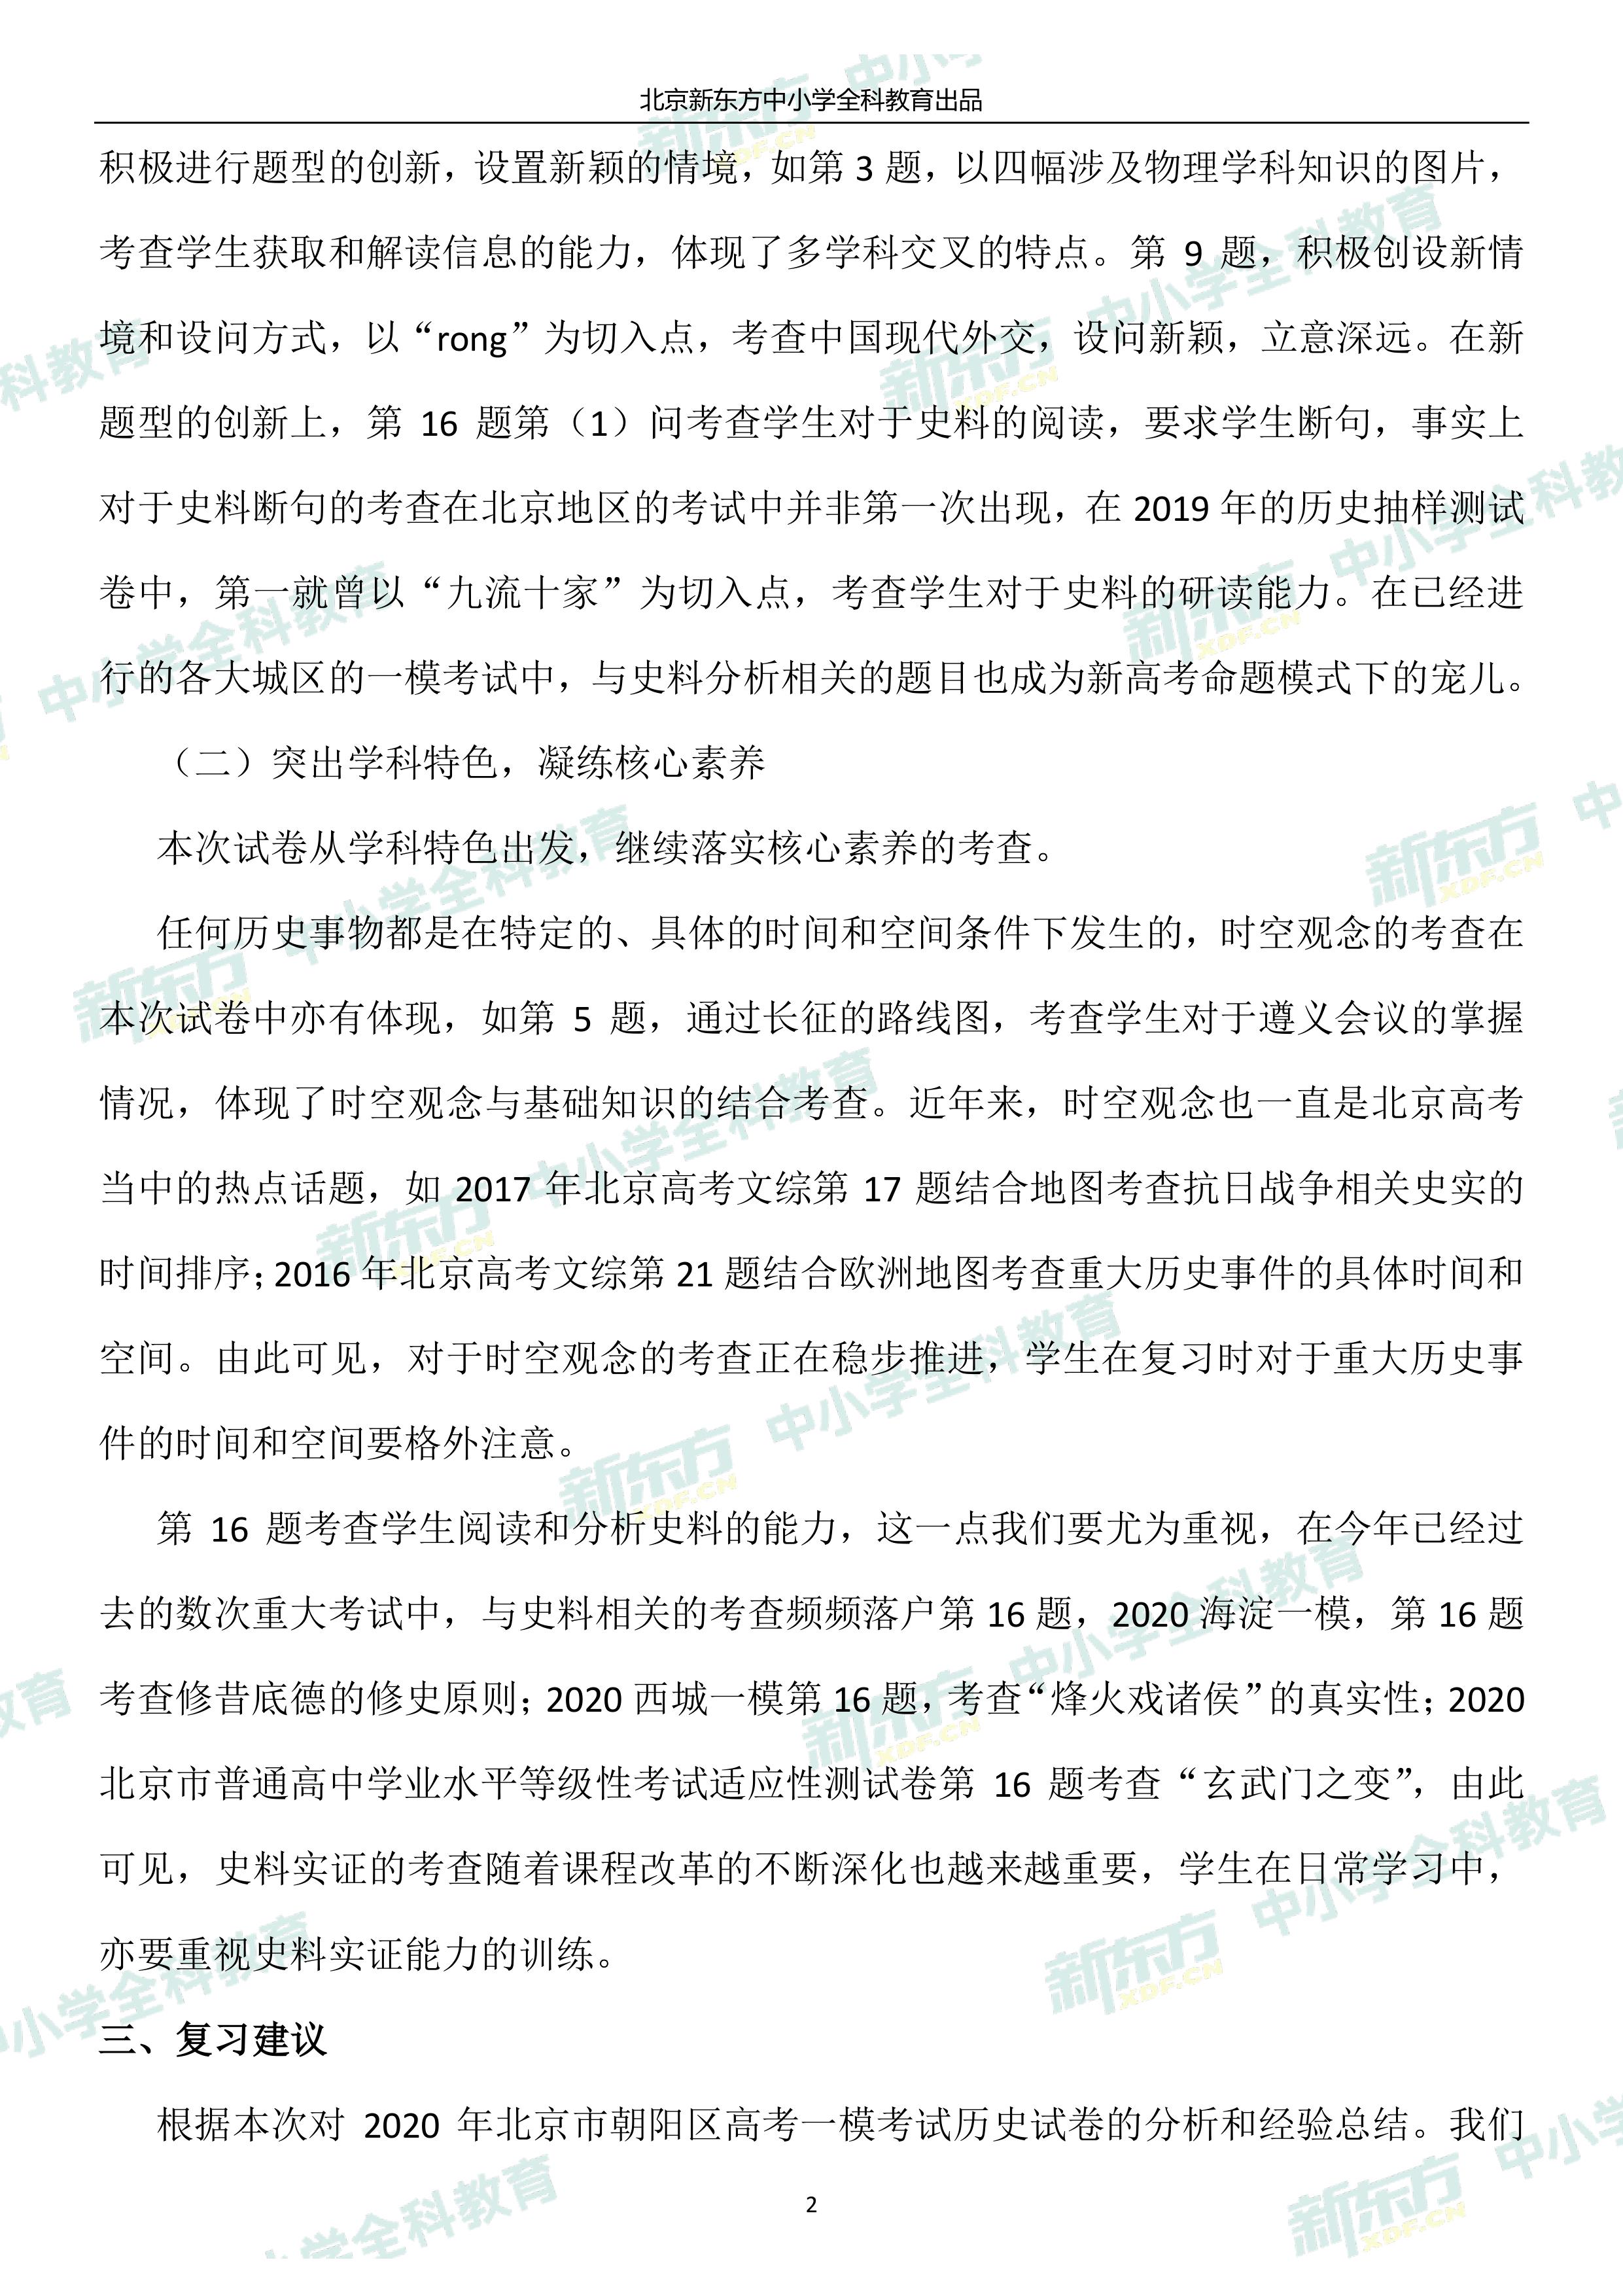 北京新东方中小学全科教育出品
积极进行题型的创新，设置新颖的情境，如第3题，以四幅涉及物理学科知识的图片，
考查学生获取和解读信息的能力，体现了多学科交叉的特点。第 9 题，积极创设新情
境和设问方式，以“rong”为切入点，考查中国现代外交，设问新颖，立意深远。在新
题型的创新上，第 16 题第（1）问考查学生对于史料的阅读，要求学生断句，事实上
对于史料断句的考查在北京地区的考试中并非第一次出现，在2019年的历史抽样测试
卷中，第一就曾以“九流十家”为切入点，考查学生对于史料的研读能力。在已经进
行的各大城区的一模考试中，与史料分析相关的题目也成为新高考命题模式下的宠儿。
（二）突出学科特色，凝练核心素养
本次试卷从学科特色出发，继续落实核心素养的考查。
任何历史事物都是在特定的、具体的时间和空间条件下发生的，时空观念的考查在
本次试卷中亦有体现，如第 5 题，通过长征的路线图，考查学生对于遵义会议的掌握
情况，体现了时空观念与基础知识的结合考查。近年来，时空观念也一直是北京高考
当中的热点话题，如 2017 年北京高考文综第 17 题结合地图考查抗日战争相关史实的
时间排序；2016年北京高考文综第21题结合欧洲地图考查重大历史事件的具体时间和
空间。由此可见，对于时空观念的考查正在稳步推进，学生在复习时对于重大历史事
件的时间和空间要格外注意。
第 16 题考查学生阅读和分析史料的能力，这一点我们要尤为重视，在今年已经过
去的数次重大考试中，与史料相关的考查频频落户第16题，2020海淀一模，第16题
考查修昔底德的修史原则；2020西城一模第16题，考查“烽火戏诸侯”的真实性；2020
北京市普通高中学业水平等级性考试适应性测试卷第 16 题考查“玄武门之变”，由此
可见，史料实证的考查随着课程改革的不断深化也越来越重要，学生在日常学习中，
亦要重视史料实证能力的训练。
三、复习建议
根据本次对 2020 年北京市朝阳区高考一模考试历史试卷的分析和经验总结。我们
2